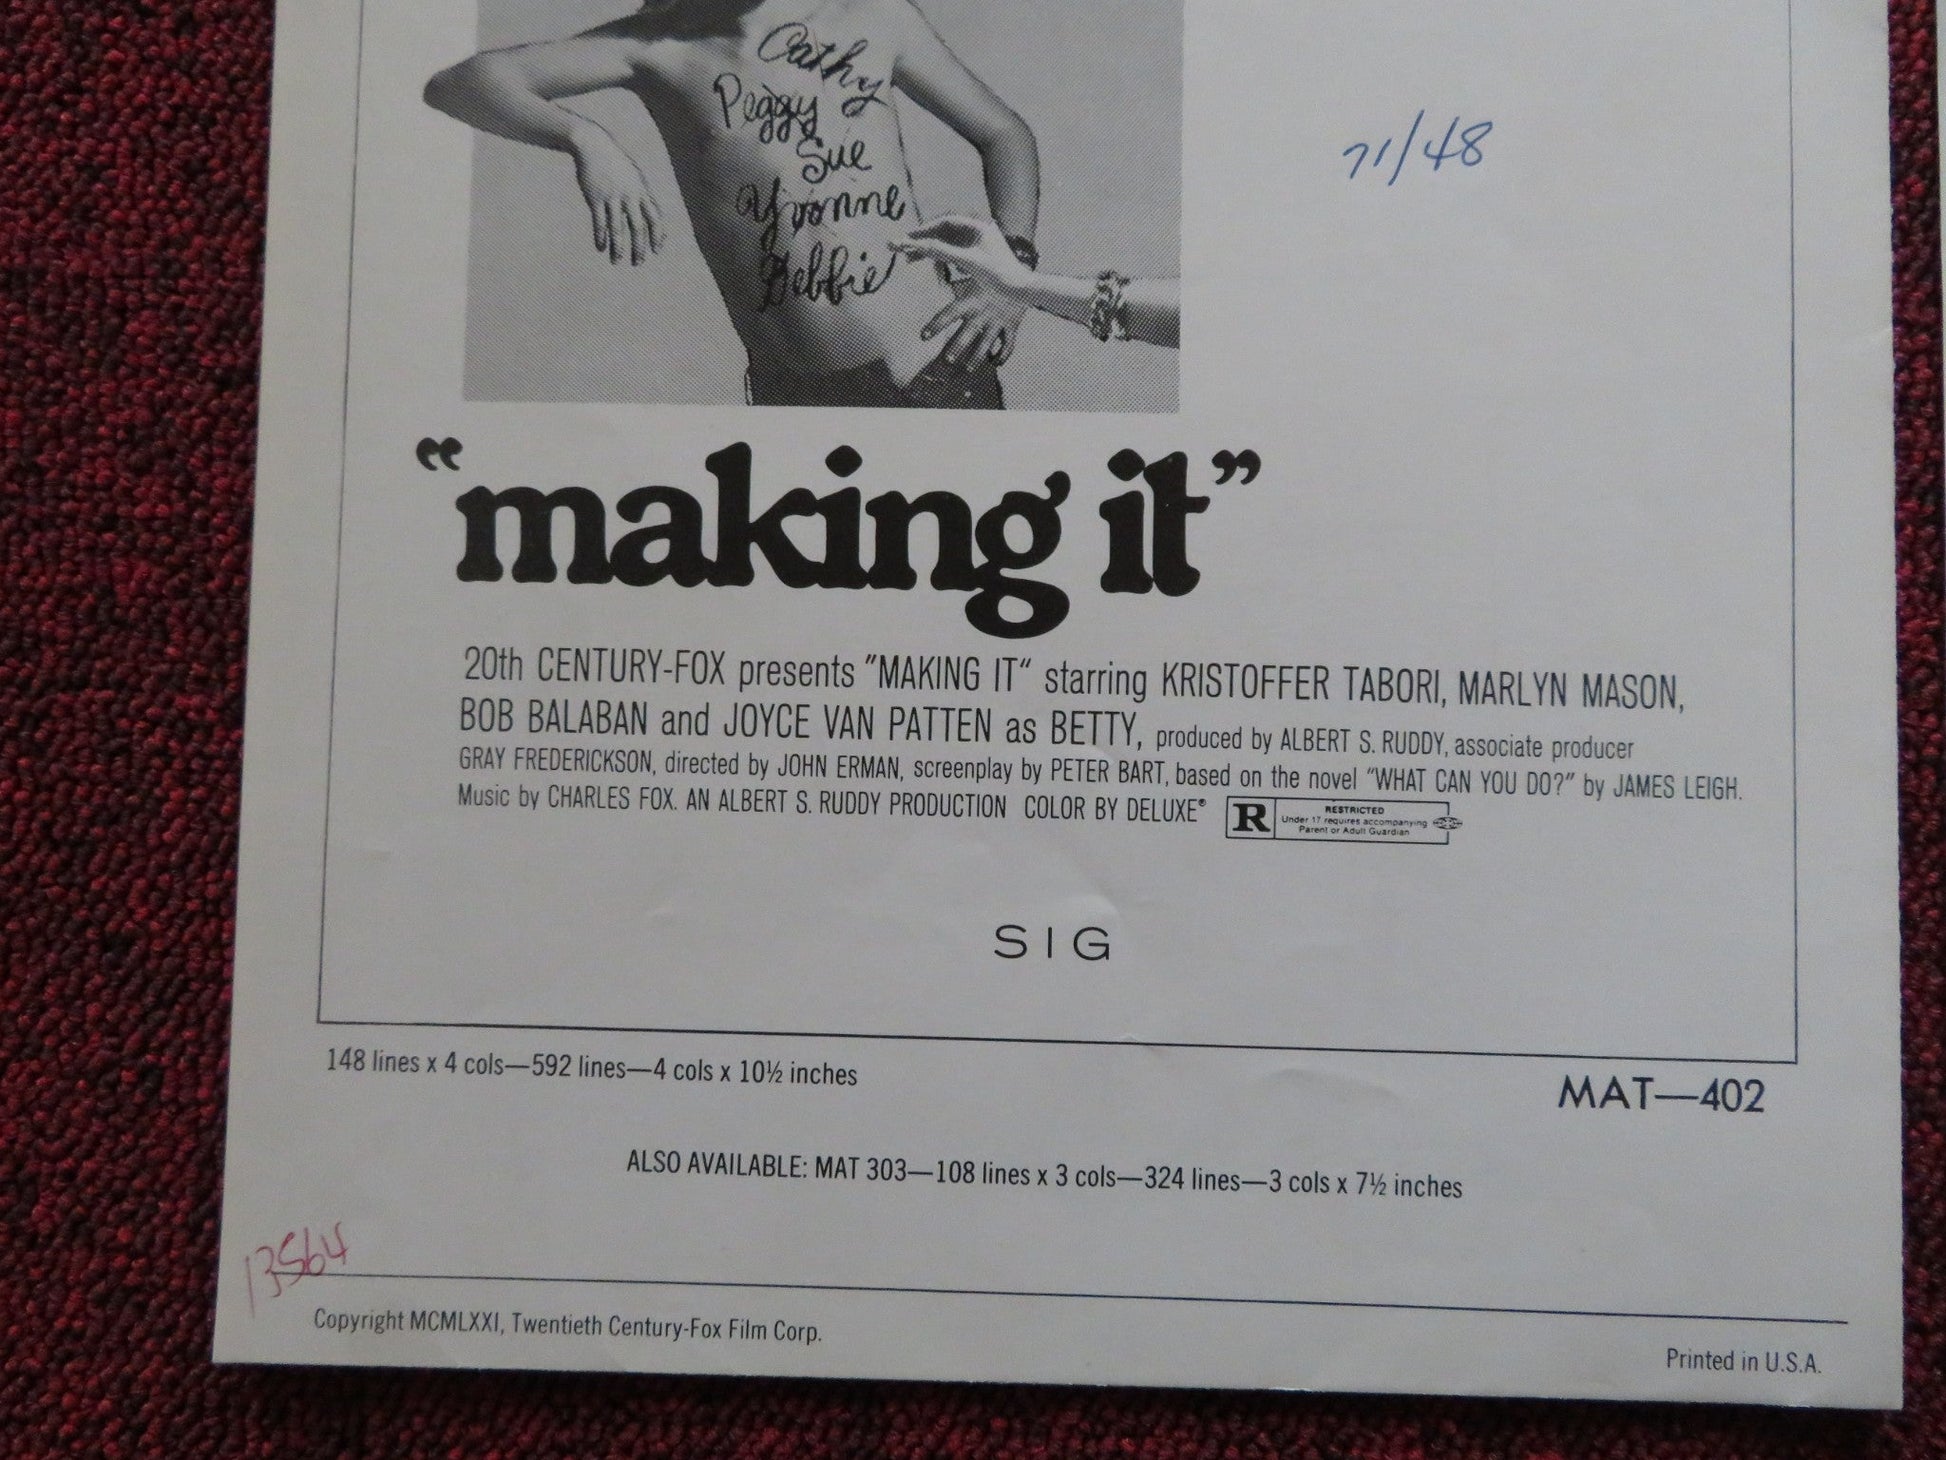 Cathy
Peggy
Sue
Yvonne
Debbie
71/48
“making it”
20th CENTURY-FOX presents "MAKING IT" starring KRISTOFFER TABORI, MARLYN MASON,
BOB BALABAN and JOYCE VAN PATTEN as BETTY, produced by ALBERT S. RUDDY, associate producer
GRAY FREDERICKSON, directed by JOHN ERMAN, screenplay by PETER BART, based on the novel "WHAT CAN YOU DO?" by JAMES LEIGH.
Music by CHARLES FOX. AN ALBERT S. RUDDY PRODUCTION COLOR BY DELUXE®
R
RESTRICTED
Under 17 requires accompanying
Parent or Adult Guardian
SIG
148 lines x 4 cols—592 lines—4 cols x 10½ inches
MAT—402
ALSO AVAILABLE: MAT 303—108 lines x 3 cols—324 lines—3 cols x 7½ inches
13564
Copyright MCMLXXI, Twentieth Century-Fox Film Corp.
Printed in U.S.A.